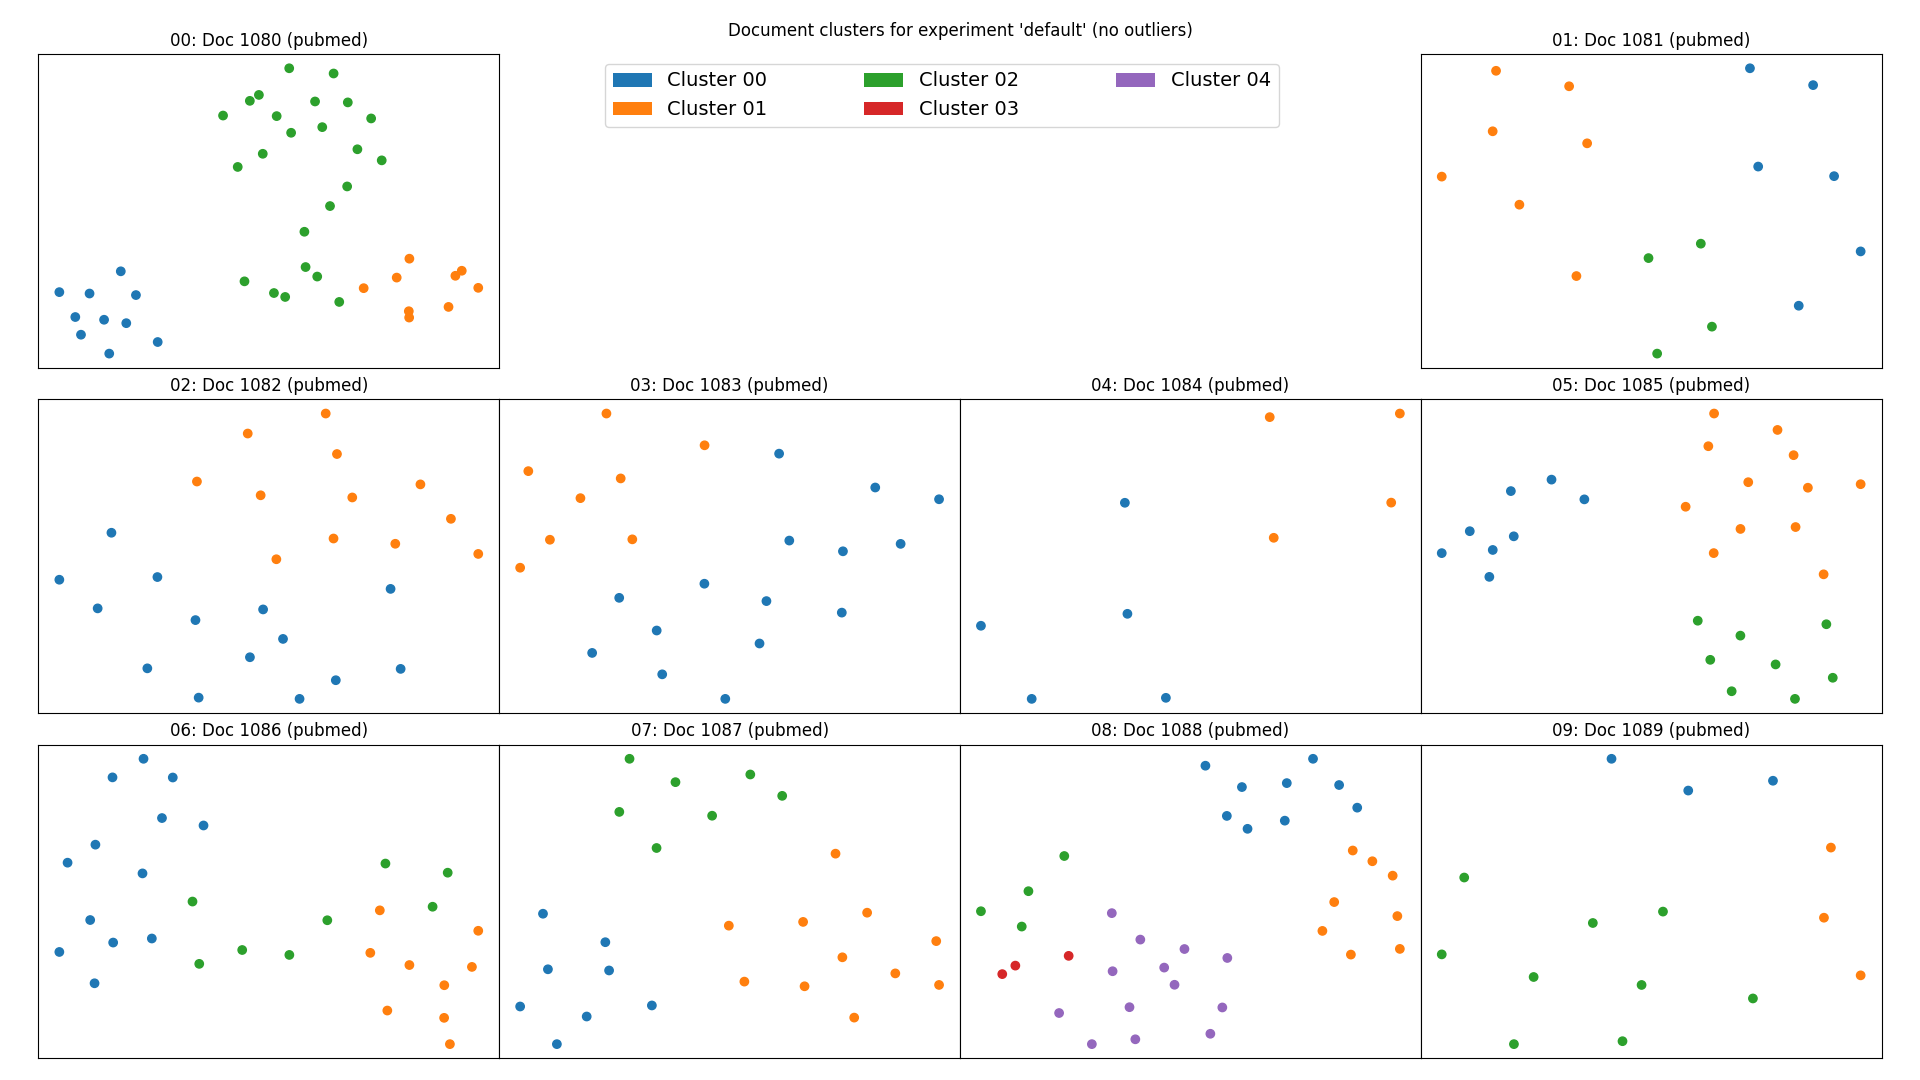 Document clusters for experiment 'default' (no outliers)
00: Doc 1080 (pubmed)
01: Doc 1081 (pubmed)
Cluster 00
Cluster 01
Cluster 02
Cluster 03
Cluster 04
02: Doc 1082 (pubmed)
03: Doc 1083 (pubmed)
04: Doc 1084 (pubmed)
05: Doc 1085 (pubmed)
06: Doc 1086 (pubmed)
07: Doc 1087 (pubmed)
08: Doc 1088 (pubmed)
09: Doc 1089 (pubmed)